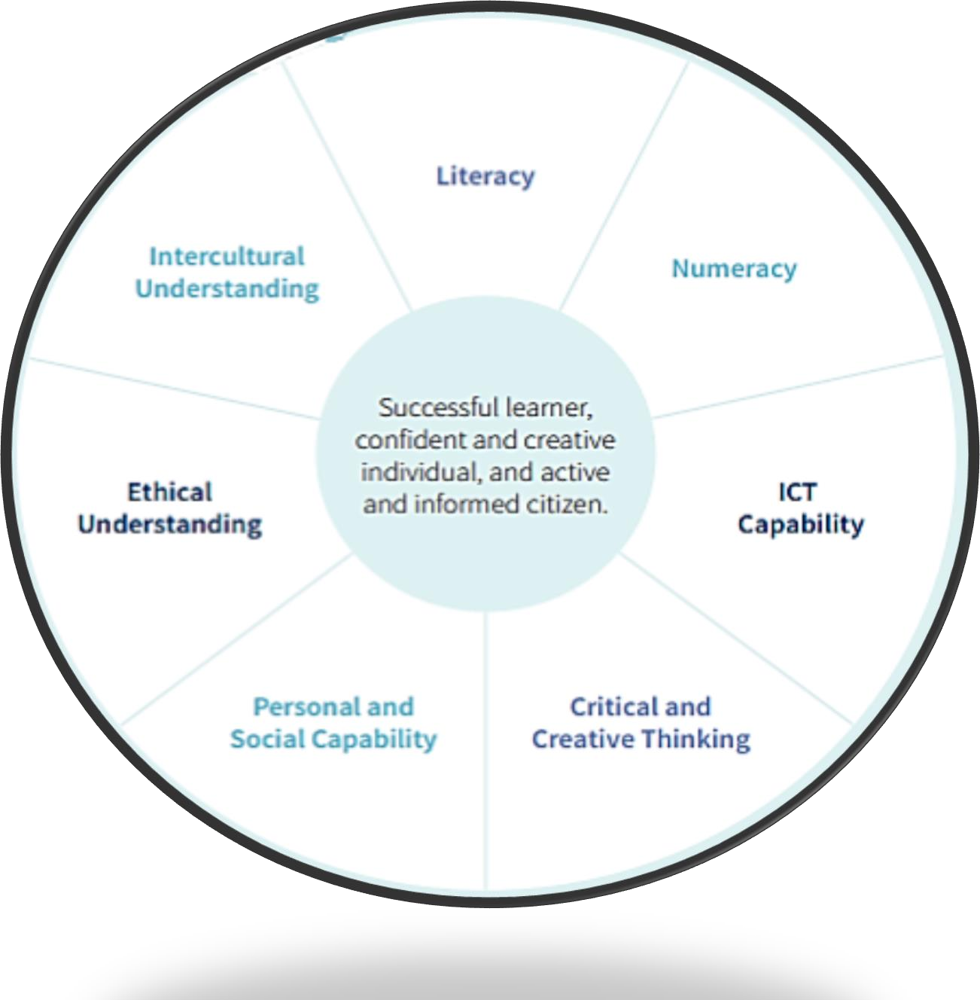 Literacy
Numeracy
ICT
Capability
Critical and
Creative Thinking
Personal and
Social Capability
Ethical
Understanding
Intercultural
Understanding
Successful learner,
confident and creative
individual, and active
and informed citizen.